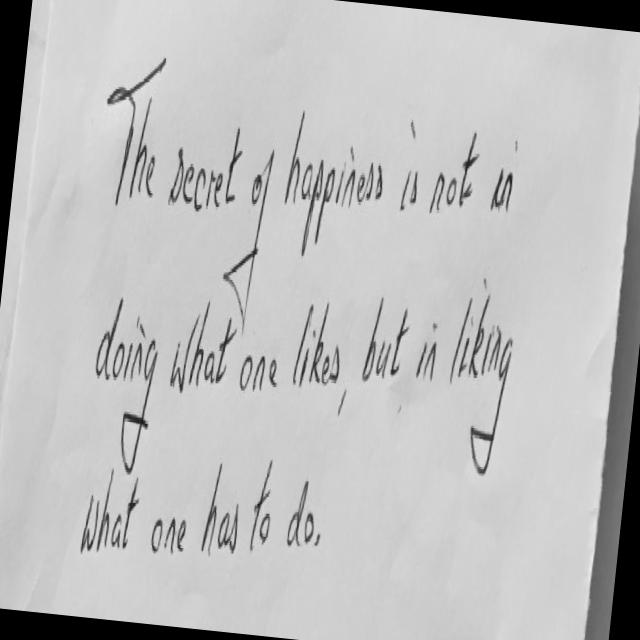 The secret of happiness is not in
doing what one likes, but in liking
what one has to do.